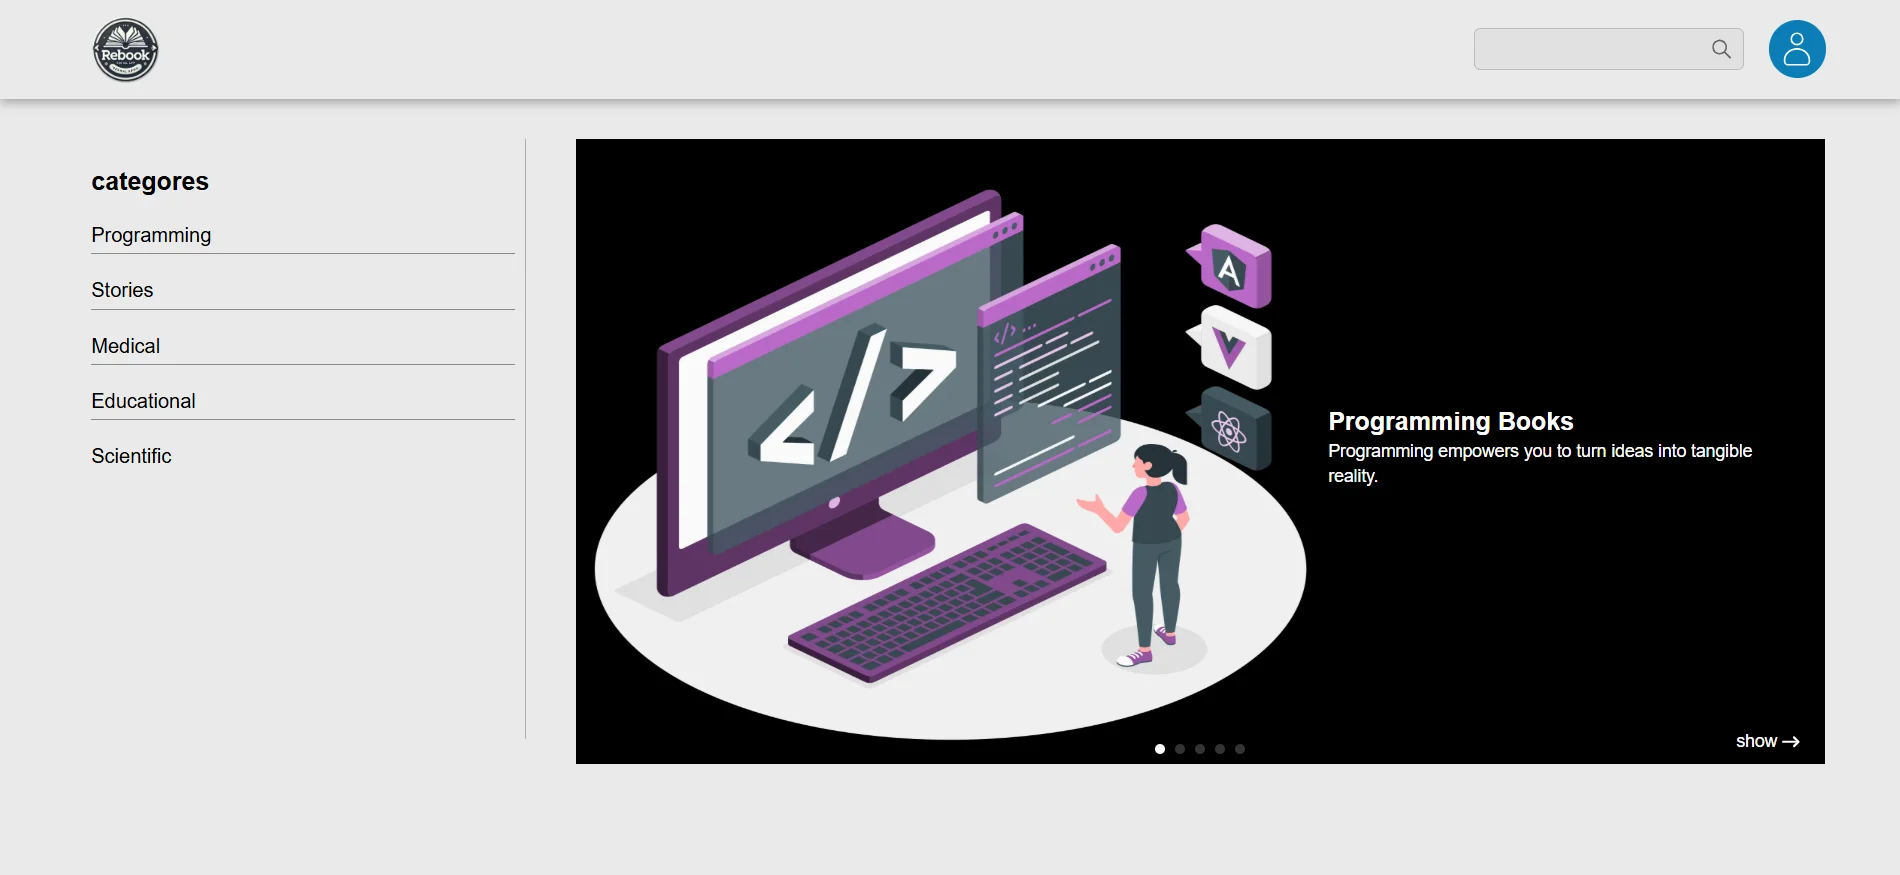 Rebook
categores
Programming
Stories
Medical
Educational
Scientific
</>
</>
A
Programming Books
Programming empowers you to turn ideas into tangible
reality.
show →